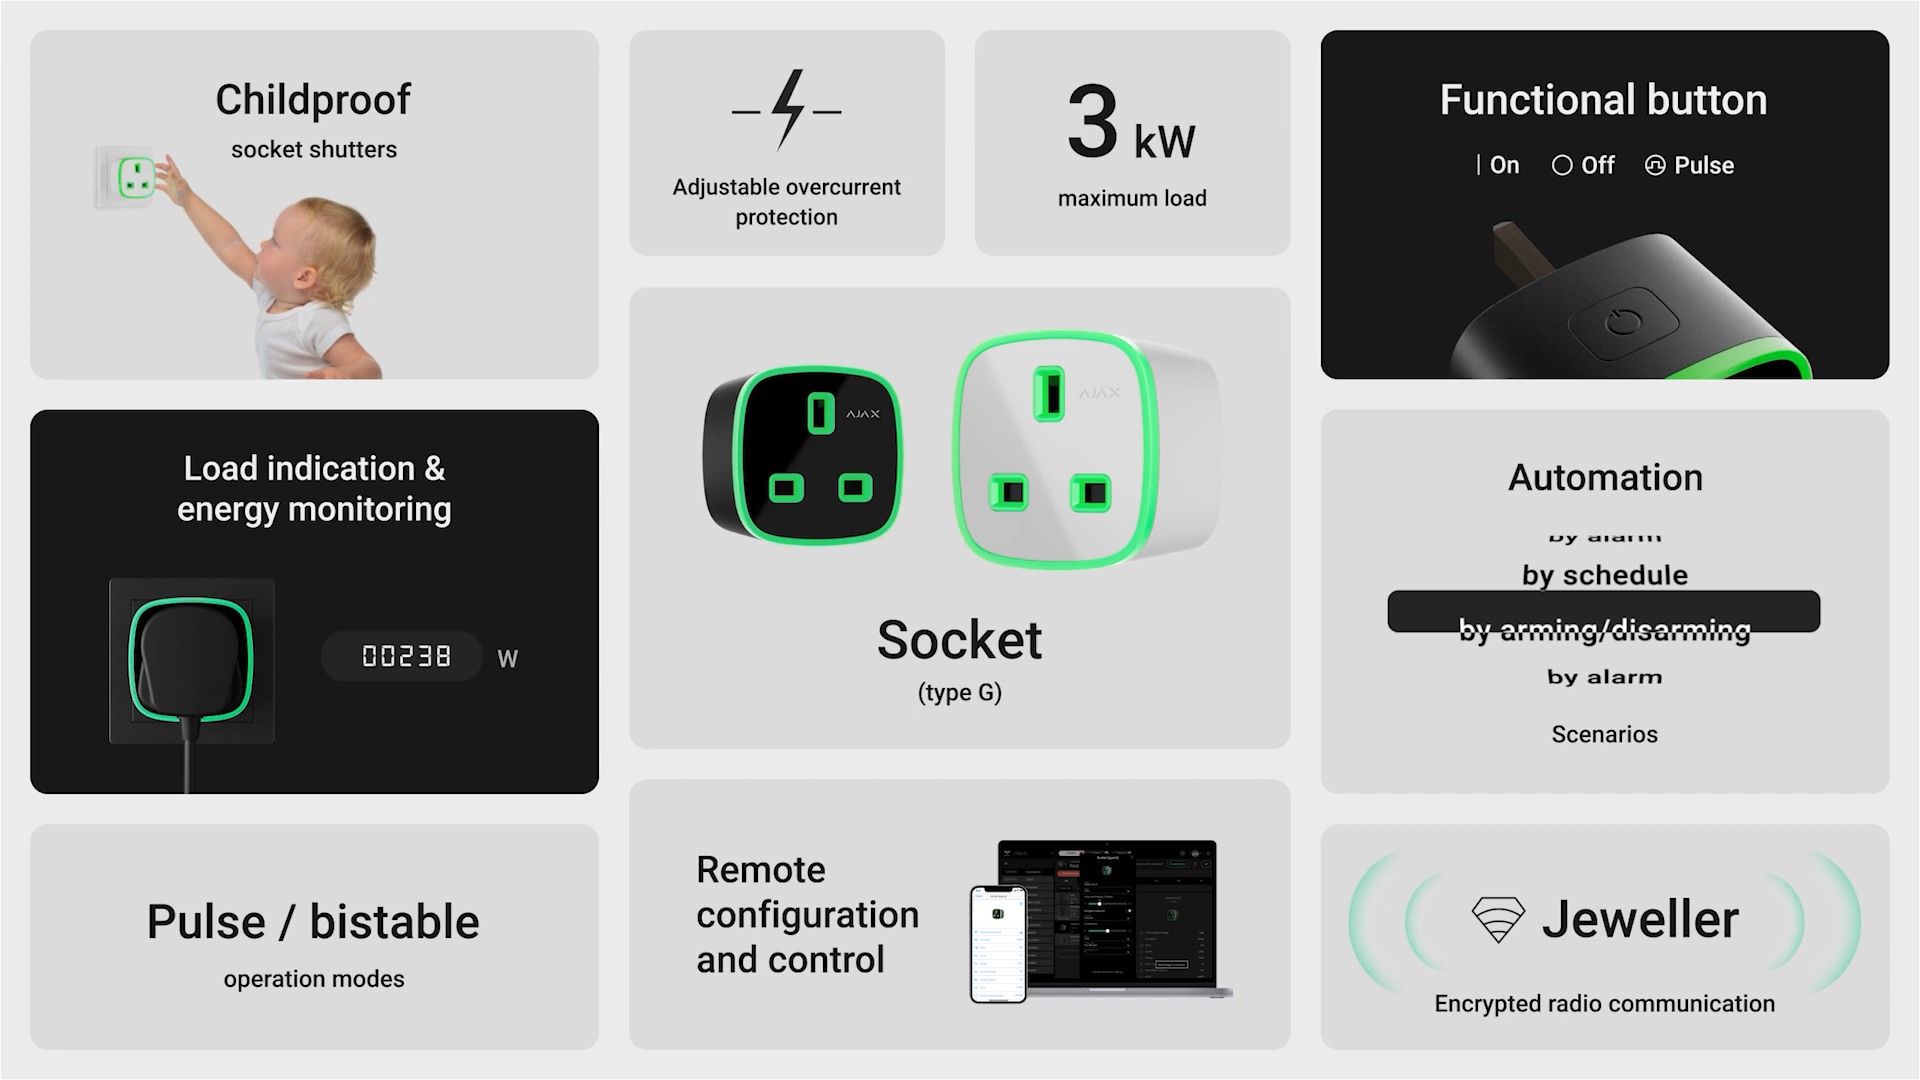 Childproof
socket shutters
Adjustable overcurrent
protection
3 kW
maximum load
Functional button
On Off Pulse
Load indication &
energy monitoring
00238 W
AJAX
AJAX
Socket
(type G)
Automation
by alarm
by schedule
by arming/disarming
by alarm
Scenarios
Pulse / bistable
operation modes
Remote
configuration
and control
Jeweller
Encrypted radio communication